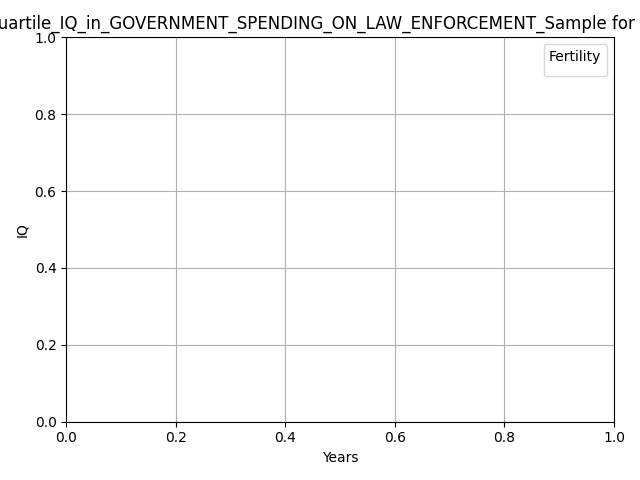 uartile_IQ_in_GOVERNMENT_SPENDING_ON_LAW_ENFORCEMENT_Sample for
Fertility
1.0
0.8
0.6
0.4
0.2
0.0
IQ
0.0 0.2 0.4 0.6 0.8 1.0
Years